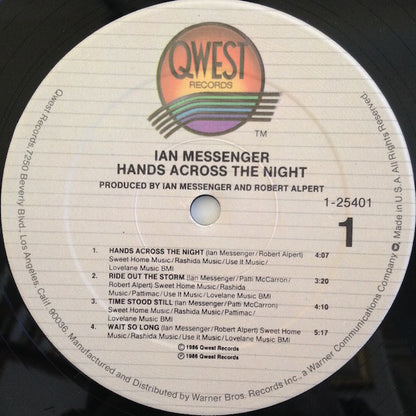 QWEST
RECORDS
TM
IAN MESSENGER
HANDS ACROSS THE NIGHT
PRODUCED BY IAN MESSENGER AND ROBERT ALPERT
1-25401
1
1. HANDS ACROSS THE NIGHT (Ian Messenger/Robert Alpert) 4:07
Sweet Home Music/Rashida Music/Use It Music/
Lovelane Music BMI
2. RIDE OUT THE STORM (Ian Messenger/Patti McCarron/ 3:20
Robert Alpert) Sweet Home Music/Rashida
Music/Pattimac/Use It Music/Lovelane Music BMI
3. TIME STOOD STILL (Ian Messenger/Patti McCarron/ 4:10
Robert Alpert) Sweet Home Music/Rashida Music/Pattimac/
Lovelane Music BMI
4. WAIT SO LONG (Ian Messenger/Robert Alpert) Sweet Home 5:17
Music/Rashida Music/Use It Music/Lovelane Music BMI
© 1986 Qwest Records
℗ 1986 Qwest Records
Qwest Records, 7250 Beverly Blvd., Los Angeles, Calif. 90036, Manufactured and Distributed by Warner Bros. Records Inc., a Warner Communications Company Made in U.S.A. All Rights Reserved.